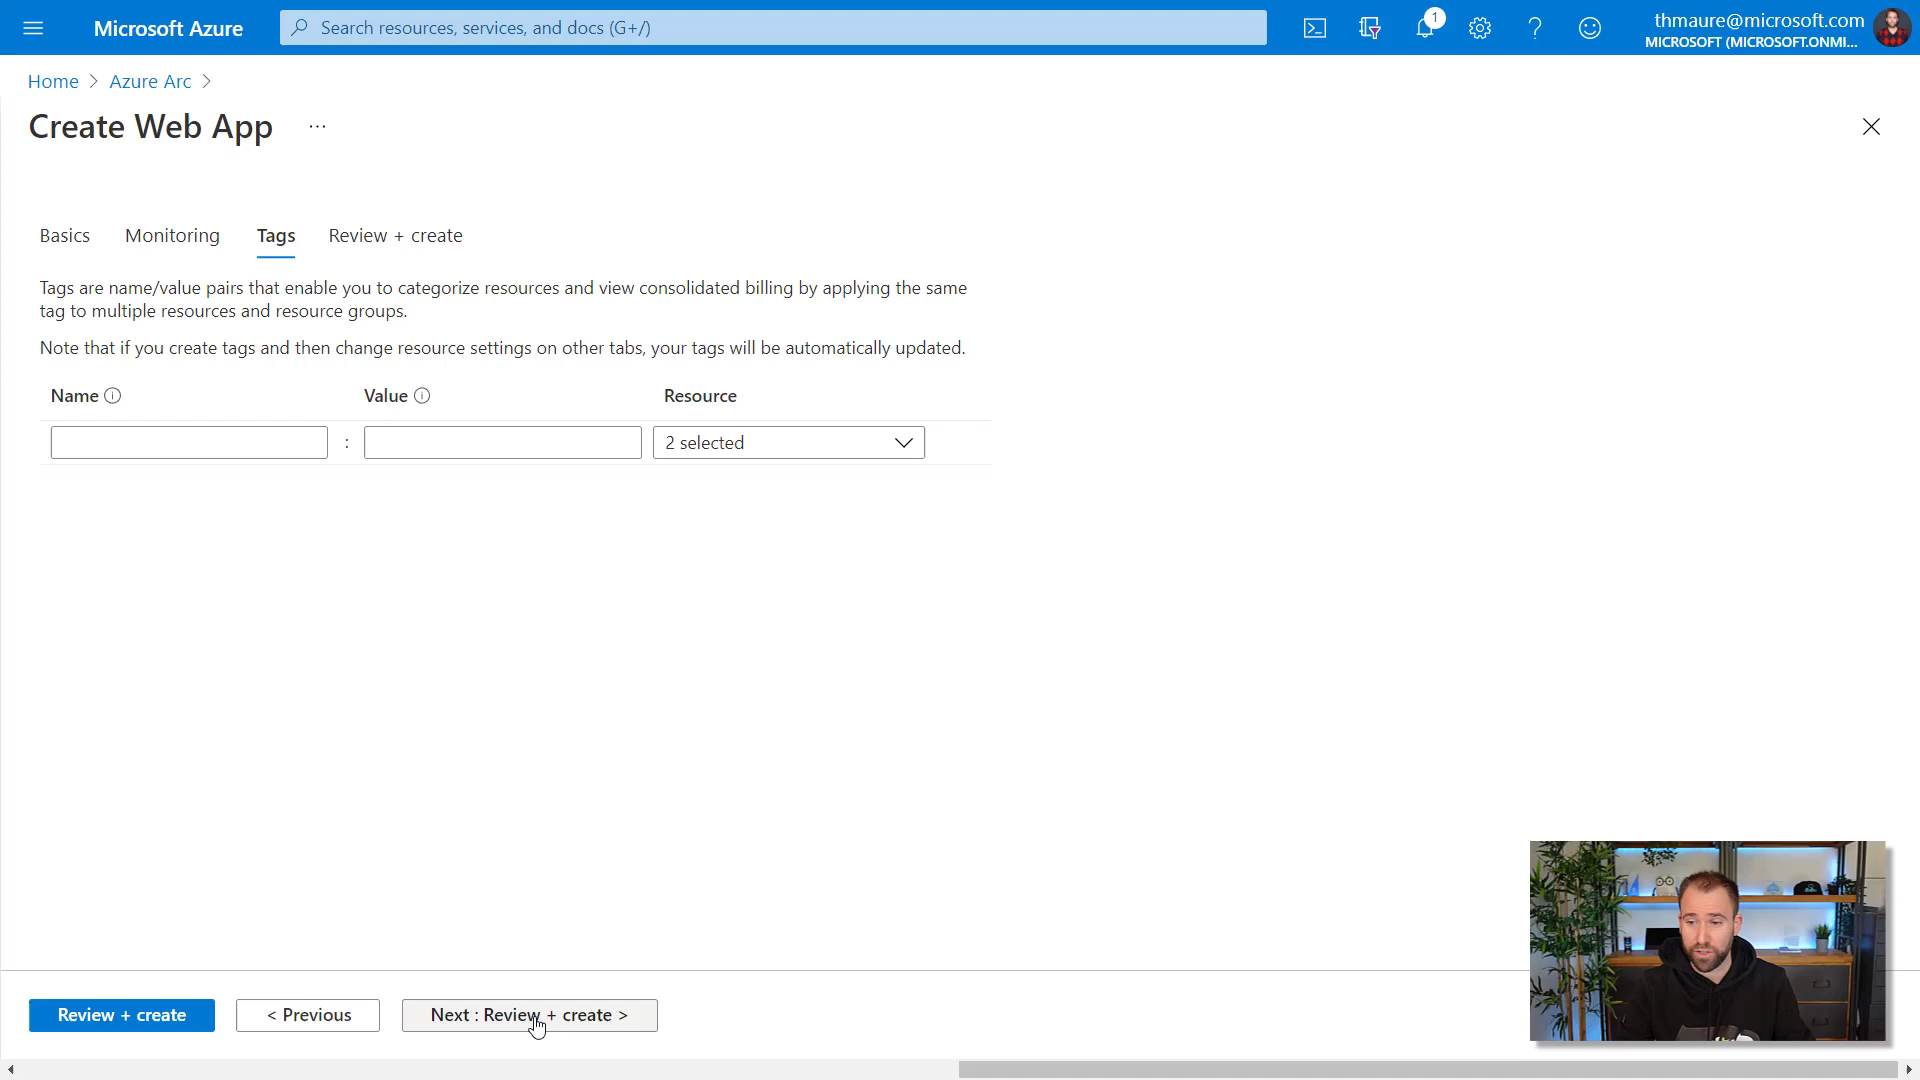 Microsoft Azure
Search resources, services, and docs (G+/)
1
thmaure@microsoft.com
MICROSOFT (MICROSOFT.ONMI...
Home > Azure Arc >
Create Web App ...
Basics Monitoring Tags Review + create
Tags are name/value pairs that enable you to categorize resources and view consolidated billing by applying the same
tag to multiple resources and resource groups.
Note that if you create tags and then change resource settings on other tabs, your tags will be automatically updated.
Name Value Resource
: 2 selected
Review + create < Previous Next : Review + create >